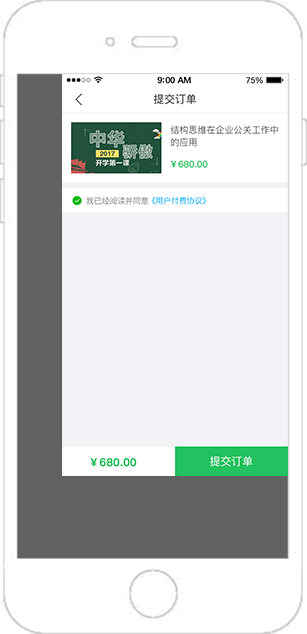 9:00 AM
75%
提交订单
中华
骄傲
2017
开学第一课
结构思维在企业公关工作中
的应用
¥680.00
我已经阅读并同意《用户付费协议》
¥680.00
提交订单